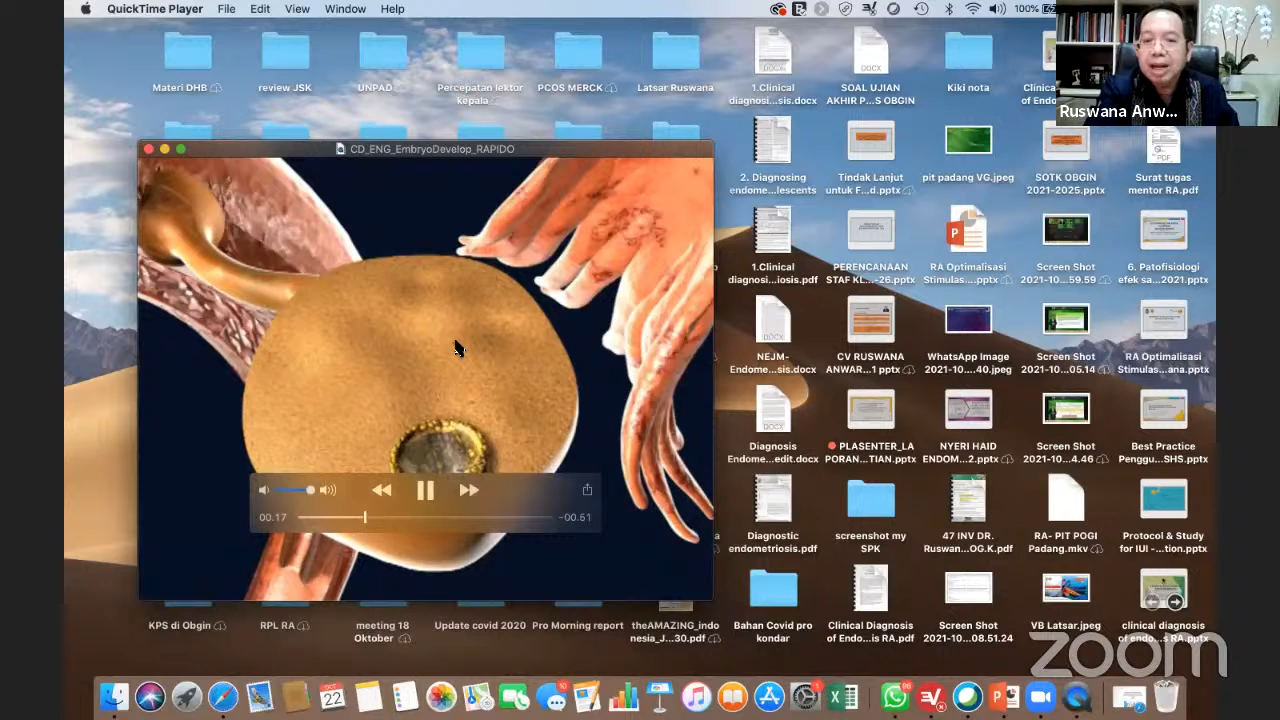 QuickTime Player File Edit View Window Help
100%
Ruswana Anw...
Materi DHB
review JSK
UNPAD
Percepatan lektor
kepala
PCOS MERCK
Latsar Ruswana
1.Clinical
diagnosi...sis.docx
SOAL UJIAN
AKHIR P...S OBGIN
Kiki nota
CD_ENG_EmbryoDevelop_RAPIDO
2. Diagnosing
endome...lescents
Tindak Lanjut
untuk F...d.pptx
pit padang VG.jpeg
SOTK OBGIN
2021-2025.pptx
PDF
Surat tugas
mentor RA.pdf
1.Clinical
diagnosi...iosis.pdf
PERENCANAAN
STAF KL...-26.pptx
RA Optimalisasi
Stimulas....pptx
Screen Shot
2021-10...59.59
6. Patofisiologi
efek sa...2021.pptx
NEJM-
Endome...sis.docx
CV RUSWANA
ANWAR...1 pptx
WhatsApp Image
2021-10....40.jpeg
Screen Shot
2021-10...05.14
RA Optimalisasi
Stimulas...ana.pptx
Diagnosis
Endome...edit.docx
PLASENTER_LA
PORAN...TIAN.pptx
NYERI HAID
ENDOM...2.pptx
Screen Shot
2021-10...4.46
Best Practice
Penggu...SHS.pptx
00.17
-00.51
Diagnostic
endometriosis.pdf
screenshot my
SPK
47 INV DR.
Ruswan...OG.K.pdf
RA- PIT POGI
Padang.mkv
Protocol & Study
for IUI -...tion.pptx
KPS di Obgin
RPL RA
meeting 18
Oktober
Update covid 2020
Pro Morning report
theAMAZING_indo
nesia_J...30.pdf
Bahan Covid pro
kondar
Clinical Diagnosis
of Endo...is RA.pdf
Screen Shot
2021-10...08.51.24
VB Latsar.jpeg
clinical diagnosis
of endo...s RA.pptx
zoom
OCT
22